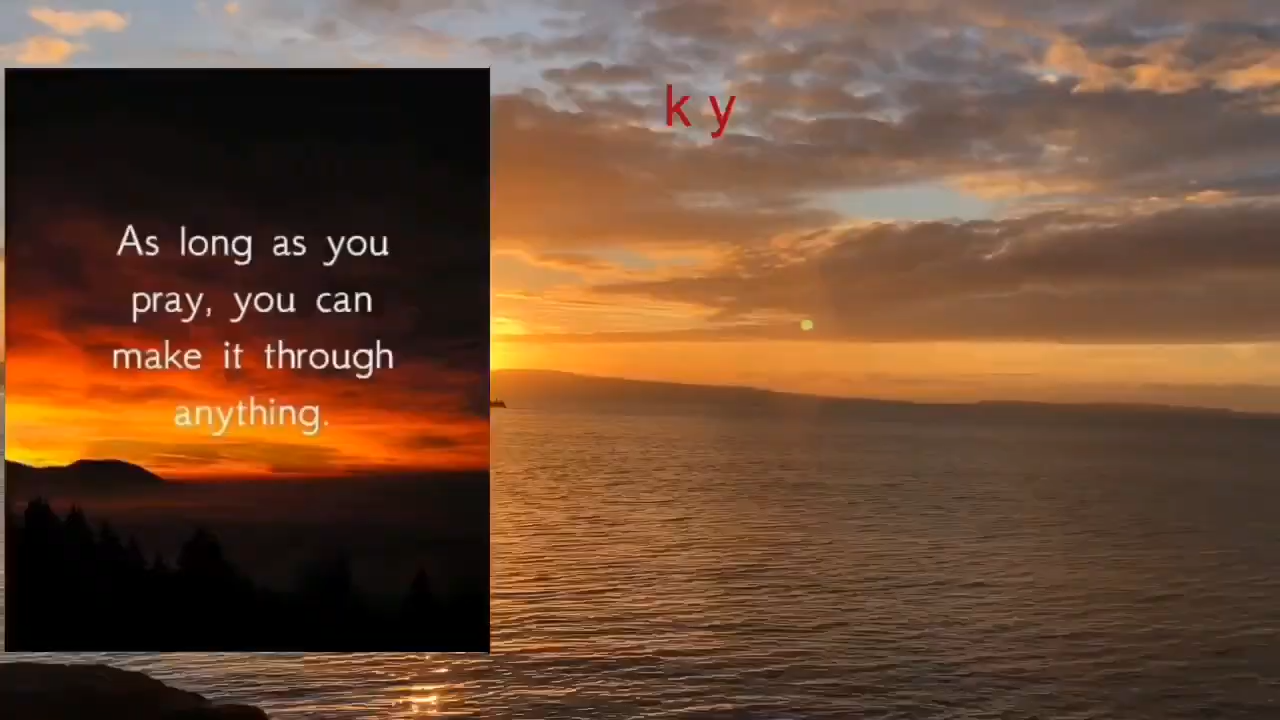 As long as you
pray, you can
make it through
anything.
k y